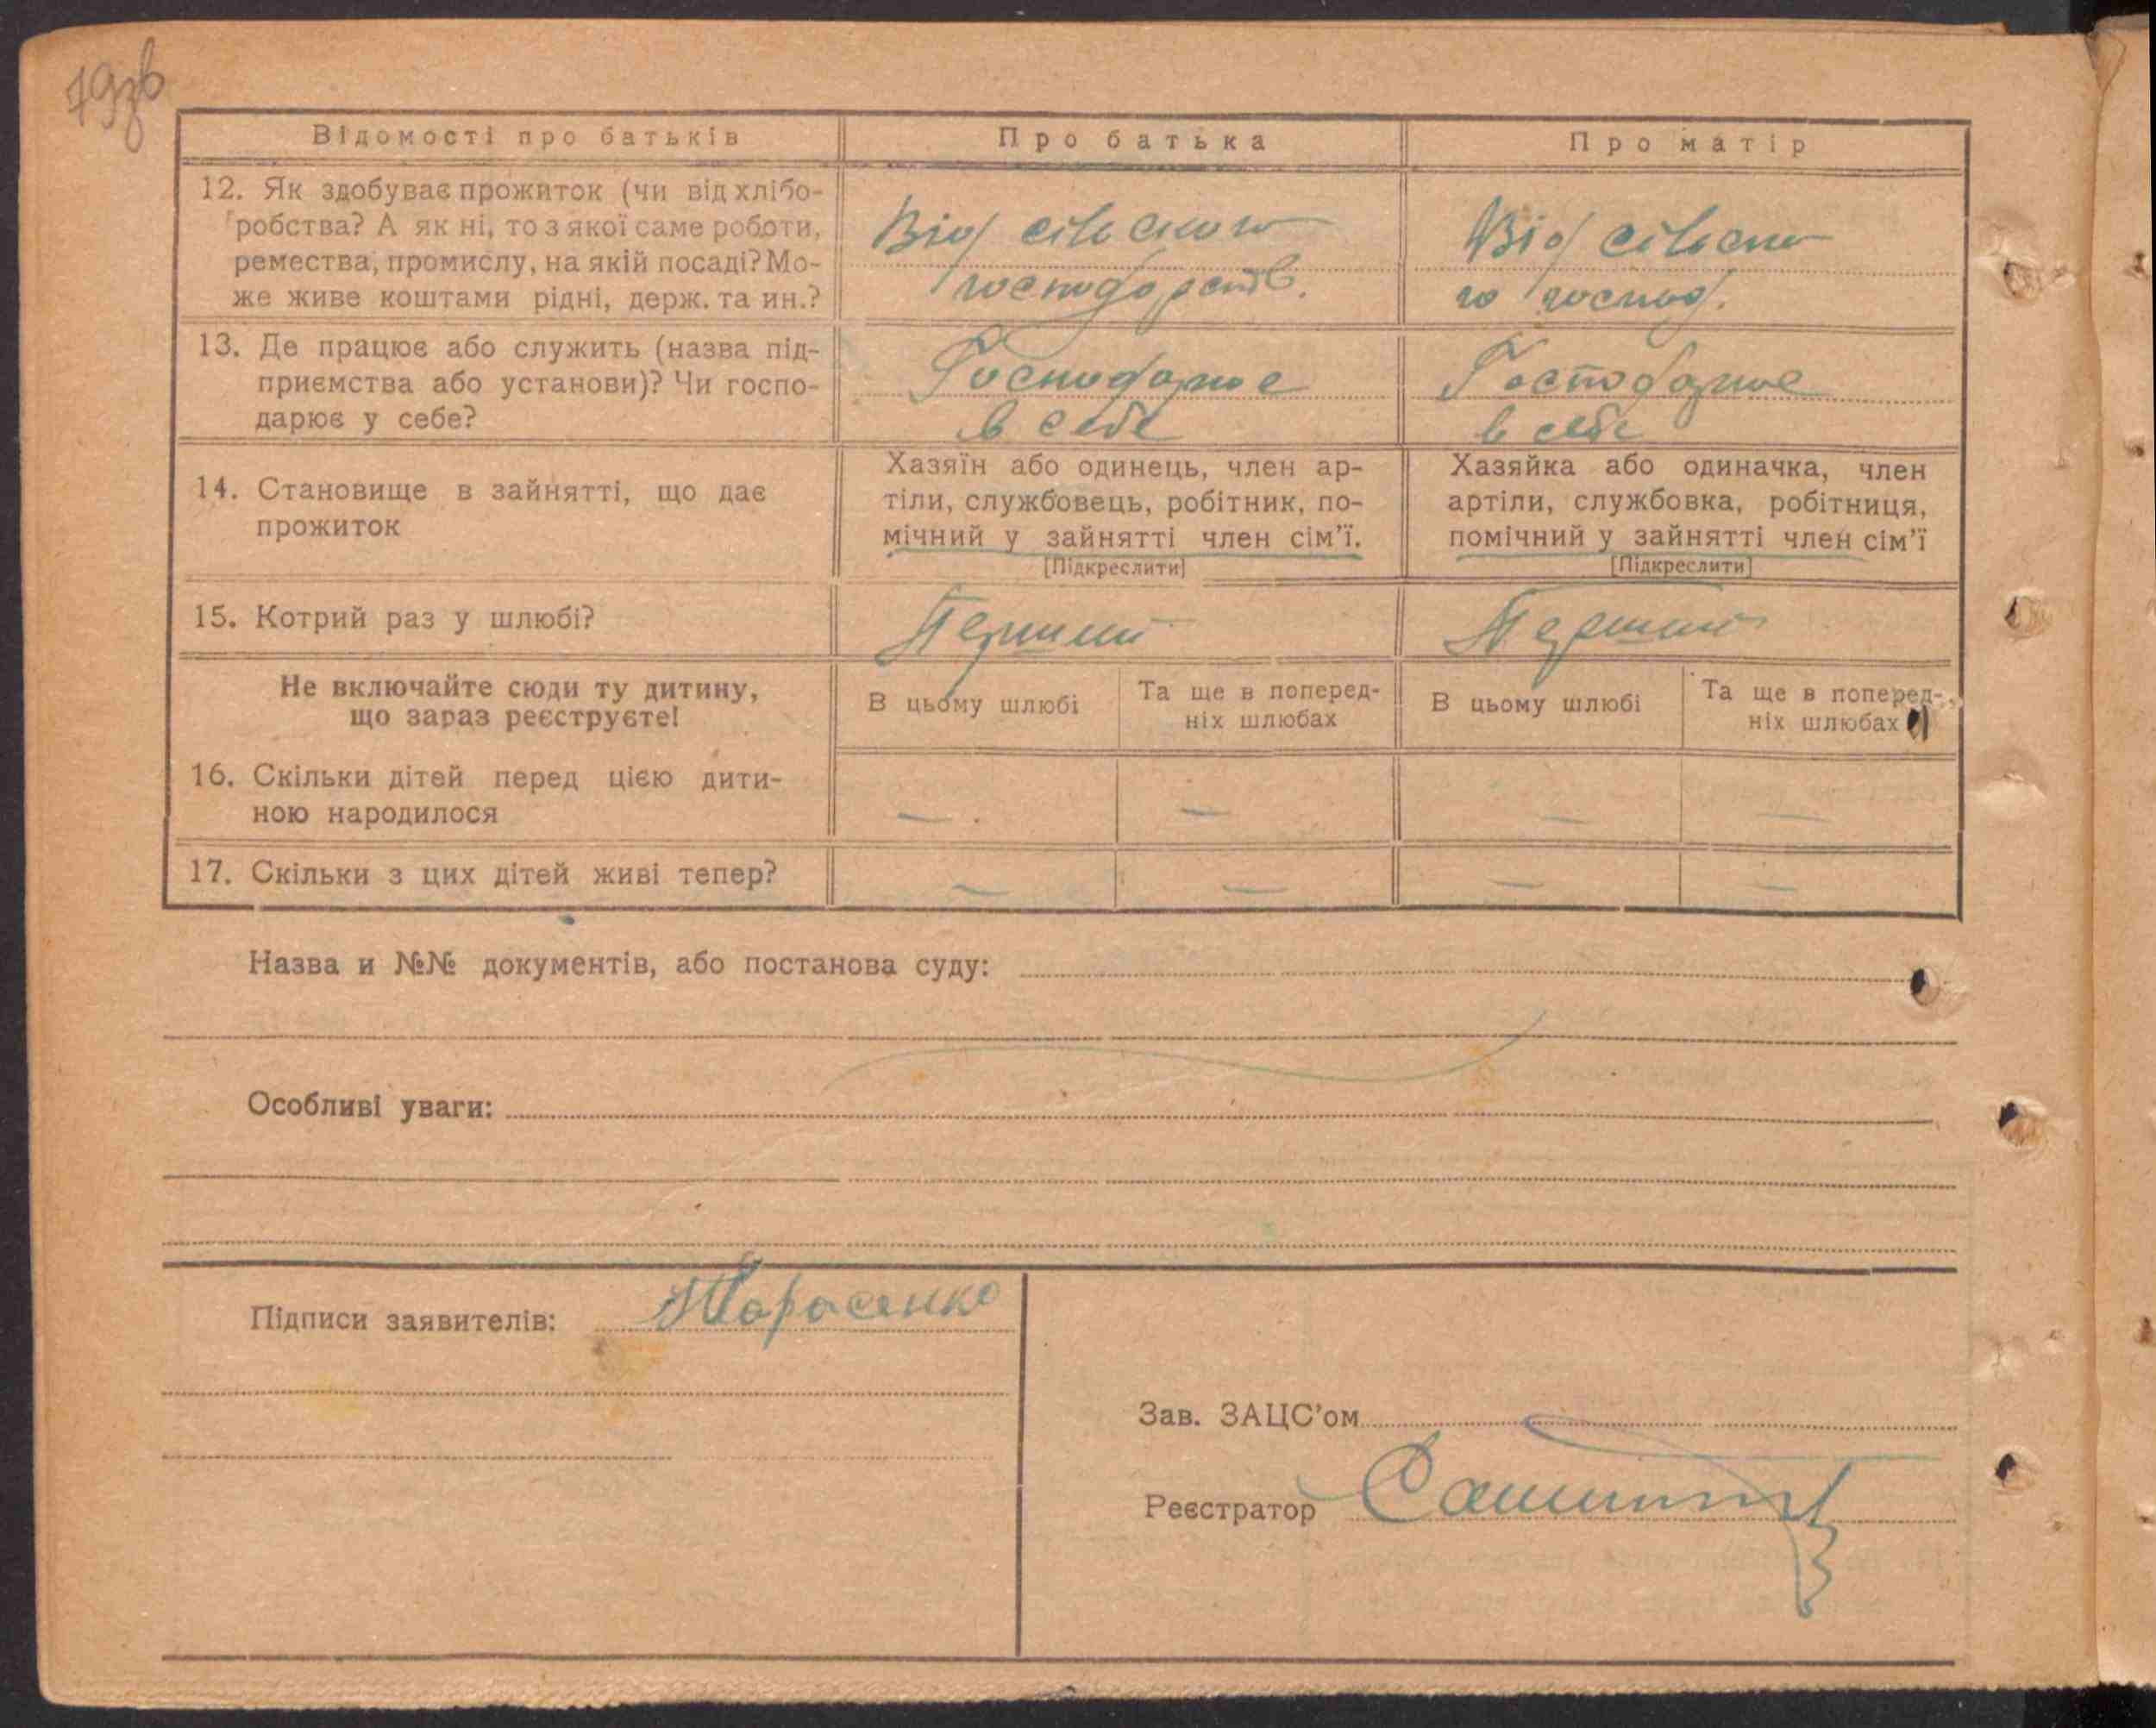 79зв
Відомості про батьків
Про батька
Про матір
12. Як здобуває прожиток (чи від хлібо-
робства? А як ні, то з якої саме роботи,
ремества, промислу, на якій посаді? Мо-
же живе коштами рідні, держ. та ин.?
Від сільського
господарств.
Від сільсько
го господ.
13. Де працює або служить (назва під-
приємства або установи)? Чи госпо-
дарює у себе?
Господарює
в себе
Господарює
в себе
14. Становище в зайнятті, що дає
прожиток
Хазяїн або одинець, член ар-
тіли, службовець, робітник, по-
мічний у зайнятті член сім'ї.
[Підкреслити]
Хазяйка або одиначка, член
артіли, службовка, робітниця,
помічний у зайнятті член сім'ї
[Підкреслити]
15. Котрий раз у шлюбі?
Перший
Перший
Не включайте сюди ту дитину,
що зараз реєструєте!
В цьому шлюбі
Та ще в поперед-
ніх шлюбах
В цьому шлюбі
Та ще в поперед-
ніх шлюбах
16. Скільки дітей перед цією дити-
ною народилося
— — — —
17. Скільки з цих дітей живі тепер?
— — — —
Назва и №№ документів, або постанова суду:
Особливі уваги:
Підписи заявителів:
Зав. ЗАЦС'ом
Реєстратор